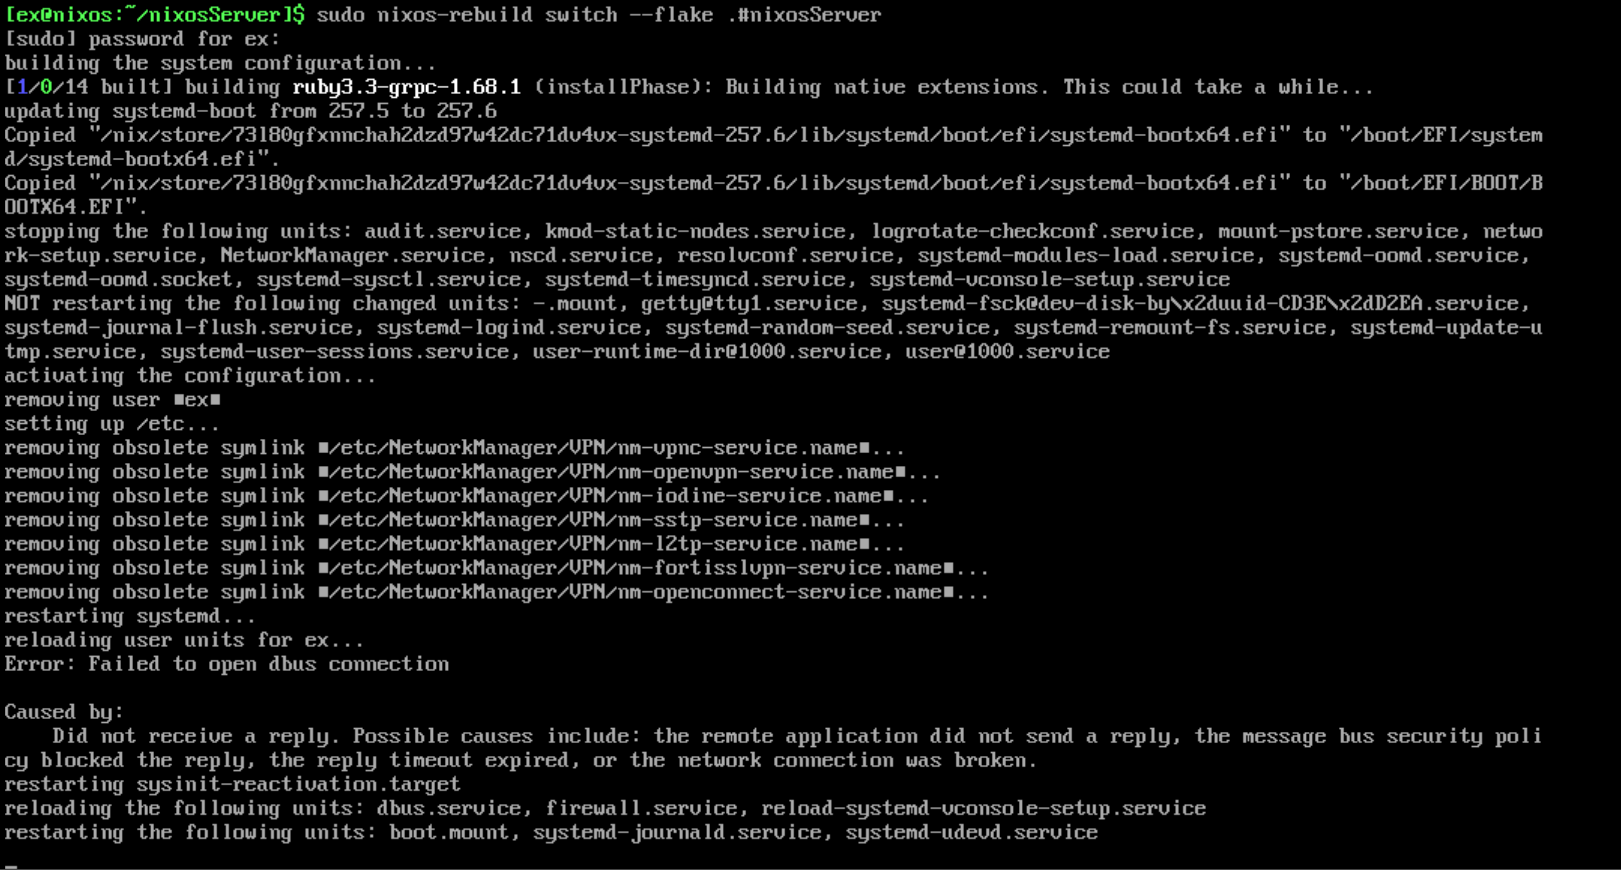 [ex@nixos:~/nixosServer]$ sudo nixos-rebuild switch --flake .#nixosServer
[sudo] password for ex:
building the system configuration...
[1/0/14 built] building ruby3.3-grpc-1.68.1 (installPhase): Building native extensions. This could take a while...
updating systemd-boot from 257.5 to 257.6
Copied "/nix/store/73l80gfxnnchah2dzd97w42dc71dv4vx-systemd-257.6/lib/systemd/boot/efi/systemd-bootx64.efi" to "/boot/EFI/system
d/systemd-bootx64.efi".
Copied "/nix/store/73l80gfxnnchah2dzd97w42dc71dv4vx-systemd-257.6/lib/systemd/boot/efi/systemd-bootx64.efi" to "/boot/EFI/BOOT/B
OOTX64.EFI".
stopping the following units: audit.service, kmod-static-nodes.service, logrotate-checkconf.service, mount-pstore.service, netwo
rk-setup.service, NetworkManager.service, nscd.service, resolvconf.service, systemd-modules-load.service, systemd-oomd.service,
systemd-oomd.socket, systemd-sysctl.service, systemd-timesyncd.service, systemd-vconsole-setup.service
NOT restarting the following changed units: -.mount, getty@tty1.service, systemd-fsck@dev-disk-by\x2duuid-CD3E\x2dD2EA.service,
systemd-journal-flush.service, systemd-logind.service, systemd-random-seed.service, systemd-remount-fs.service, systemd-update-u
tmp.service, systemd-user-sessions.service, user-runtime-dir@1000.service, user@1000.service
activating the configuration...
removing user ■ex■
setting up /etc...
removing obsolete symlink ■/etc/NetworkManager/VPN/nm-vpnc-service.name■...
removing obsolete symlink ■/etc/NetworkManager/VPN/nm-openvpn-service.name■...
removing obsolete symlink ■/etc/NetworkManager/VPN/nm-iodine-service.name■...
removing obsolete symlink ■/etc/NetworkManager/VPN/nm-sstp-service.name■...
removing obsolete symlink ■/etc/NetworkManager/VPN/nm-l2tp-service.name■...
removing obsolete symlink ■/etc/NetworkManager/VPN/nm-fortisslvpn-service.name■...
removing obsolete symlink ■/etc/NetworkManager/VPN/nm-openconnect-service.name■...
restarting systemd...
reloading user units for ex...
Error: Failed to open dbus connection

Caused by:
    Did not receive a reply. Possible causes include: the remote application did not send a reply, the message bus security poli
cy blocked the reply, the reply timeout expired, or the network connection was broken.
restarting sysinit-reactivation.target
reloading the following units: dbus.service, firewall.service, reload-systemd-vconsole-setup.service
restarting the following units: boot.mount, systemd-journald.service, systemd-udevd.service